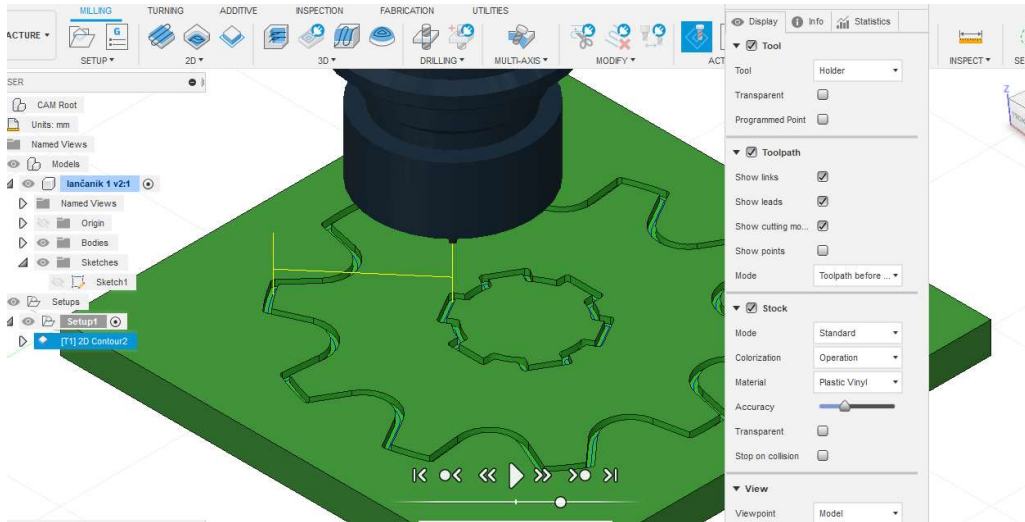 MILLING TURNING ADDITIVE INSPECTION FABRICATION UTILITIES
ACTURE
SETUP 2D 3D DRILLING MULTI-AXIS MODIFY ACT INSPECT SE
SER
CAM Root
Units: mm
Named Views
Models
lančanik 1 v2:1
Named Views
Origin
Bodies
Sketches
Sketch1
Setups
Setup1
[T1] 2D Contour2
Display Info Statistics
Tool
Tool Holder
Transparent
Programmed Point
Toolpath
Show links
Show leads
Show cutting mo...
Show points
Mode Toolpath before ...
Stock
Mode Standard
Colorization Operation
Material Plastic Vinyl
Accuracy
Transparent
Stop on collision
View
Viewpoint Model
Z